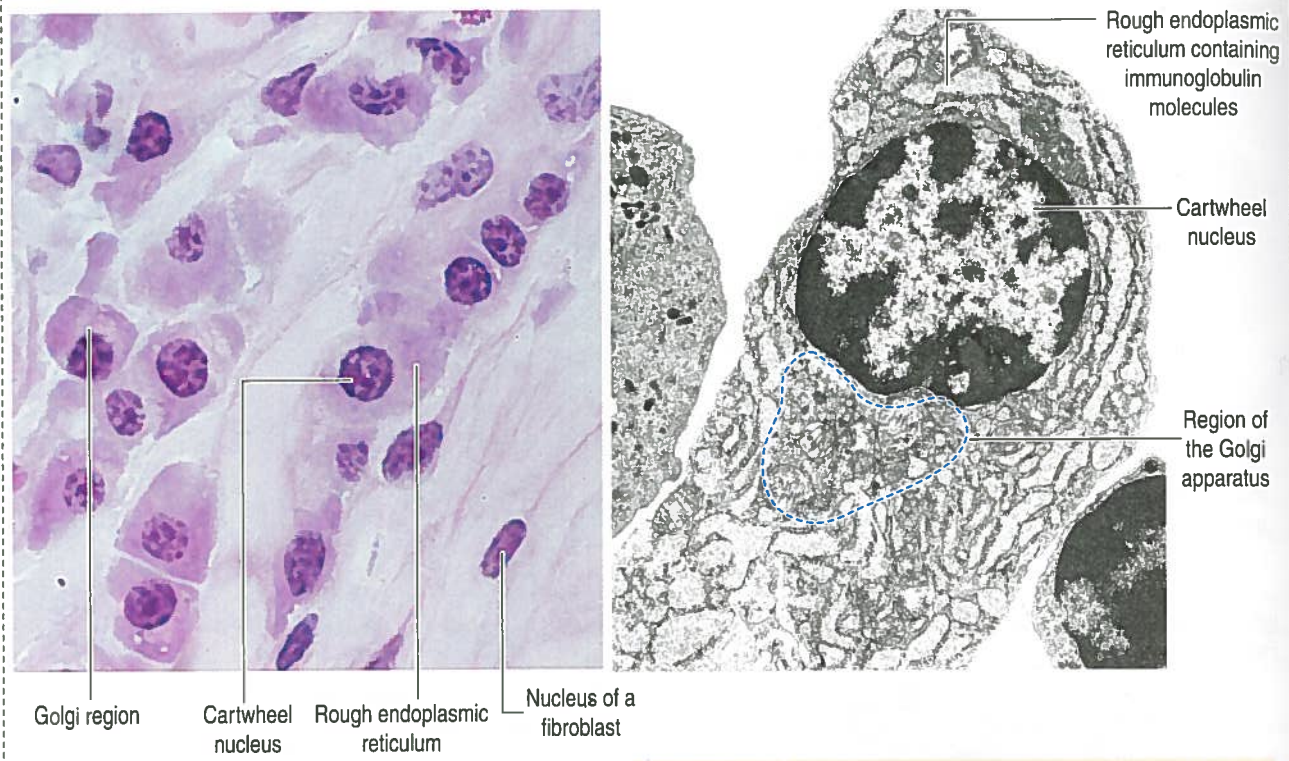 Golgi region
Cartwheel
nucleus
Rough endoplasmic
reticulum
Nucleus of a
fibroblast
Rough endoplasmic
reticulum containing
immunoglobulin
molecules
Cartwheel
nucleus
Region of
the Golgi
apparatus